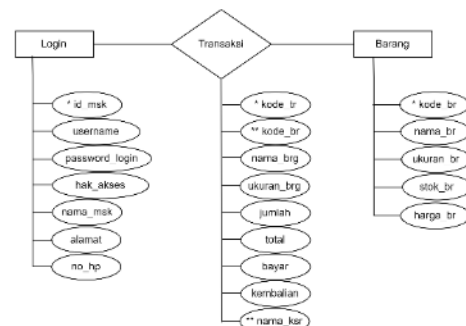 Login
Transaksi
Barang
* id_msk
username
password_login
hak_akses
nama_msk
alamat
no_hp
* kode_tr
** kode_br
nama_brg
ukuran_brg
jumlah
total
bayar
kembalian
** nama_ksr
* kode_br
nama_br
ukuran_br
stok_br
harga_br